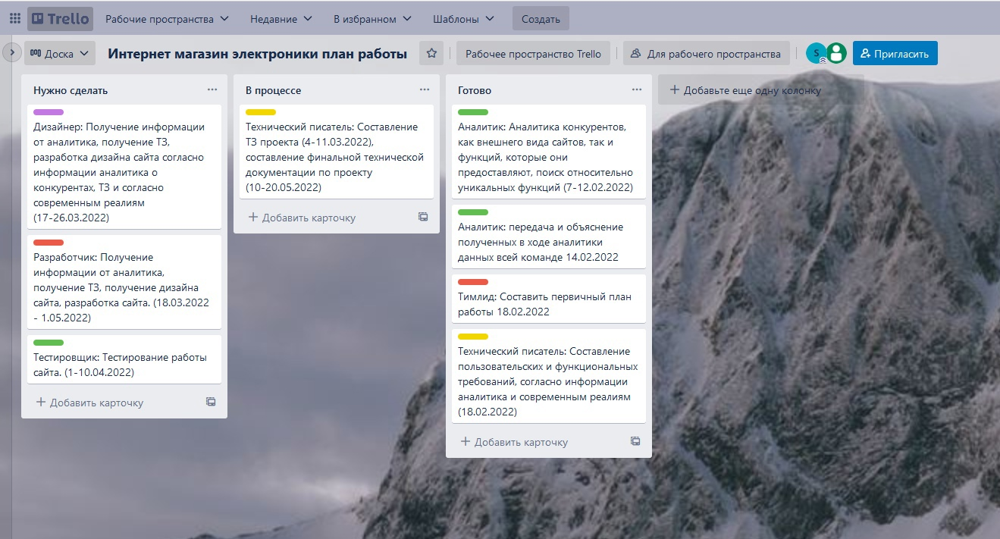 Trello Рабочие пространства Недавние В избранном Шаблоны Создать
Доска Интернет магазин электроники план работы Рабочее пространство Trello Для рабочего пространства S Пригласить
Нужно сделать
Дизайнер: Получение информации
от аналитика, получение ТЗ,
разработка дизайна сайта согласно
информации аналитика о
конкурентах, ТЗ и согласно
современным реалиям
(17-26.03.2022)
Разработчик: Получение
информации от аналитика,
получение ТЗ, получение дизайна
сайта, разработка сайта. (18.03.2022
- 1.05.2022)
Тестировщик: Тестирование работы
сайта. (1-10.04.2022)
+ Добавить карточку
В процессе
Технический писатель: Составление
ТЗ проекта (4-11.03.2022),
составление финальной технической
документации по проекту
(10-20.05.2022)
+ Добавить карточку
Готово
Аналитик: Аналитика конкурентов,
как внешнего вида сайтов, так и
функций, которые они
предоставляют, поиск относительно
уникальных функций (7-12.02.2022)
Аналитик: передача и объяснение
полученных в ходе аналитики
данных всей команде 14.02.2022
Тимлид: Составить первичный план
работы 18.02.2022
Технический писатель: Составление
пользовательских и функциональных
требований, согласно информации
аналитика и современным реалиям
(18.02.2022)
+ Добавить карточку
+ Добавьте еще одну колонку